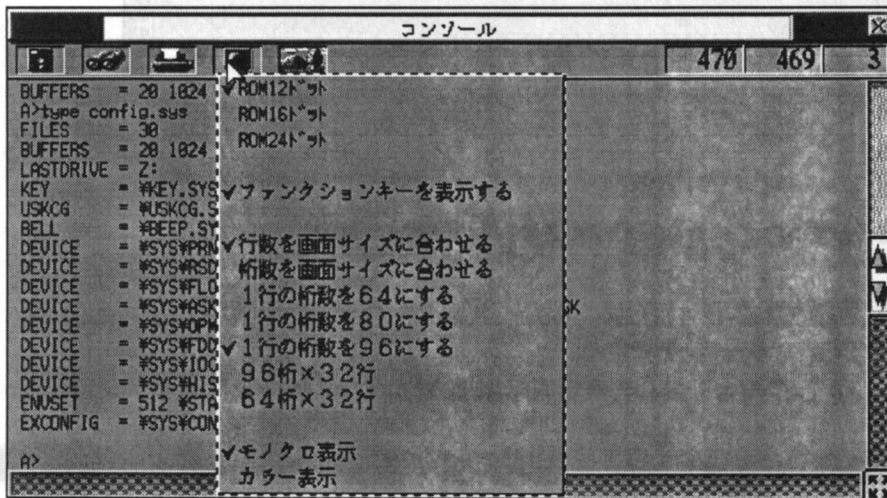 コンソール
470 469 3
BUFFERS = 20 1024
A>type config.sys
FILES = 30
BUFFERS = 20 1024
LASTDRIVE = Z:
KEY = ¥KEY.SYS
USKCG = ¥USKCG.S
BELL = ¥BEEP.SY
DEVICE = ¥SYS¥PRN
DEVICE = ¥SYS¥RSD
DEVICE = ¥SYS¥FLO
DEVICE = ¥SYS¥ASK
SK
DEVICE = ¥SYS¥OPM
DEVICE = ¥SYS¥FDD
DEVICE = ¥SYS¥IOC
DEVICE = ¥SYS¥HIS
ENVSET = 512 ¥STA
EXCONFIG = ¥SYS¥CON
A>
✓ROM12ドット
ROM16ドット
ROM24ドット
✓ファンクションキーを表示する
✓行数を画面サイズに合わせる
桁数を画面サイズに合わせる
1行の桁数を64にする
1行の桁数を80にする
✓1行の桁数を96にする
96桁×32行
64桁×32行
✓モノクロ表示
カラー表示